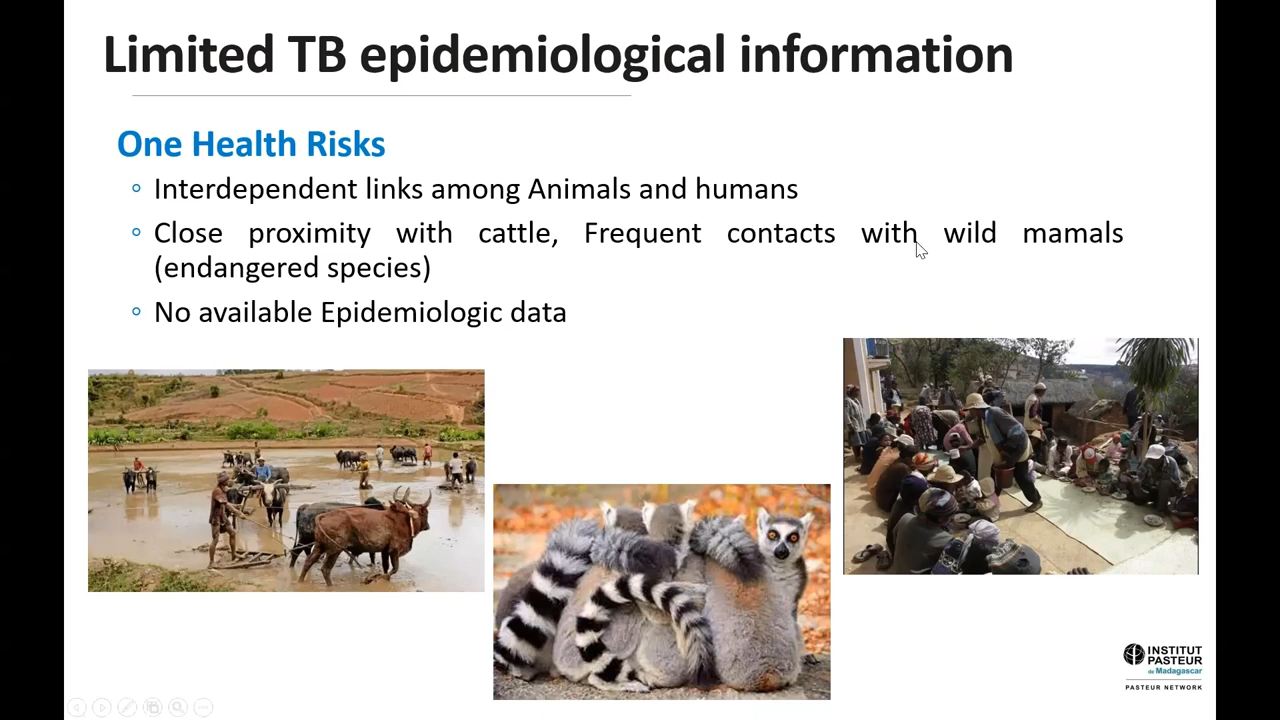 Limited TB epidemiological information
One Health Risks
Interdependent links among Animals and humans
Close proximity with cattle, Frequent contacts with wild mamals
(endangered species)
No available Epidemiologic data
INSTITUT
PASTEUR
de Madagascar
PASTEUR NETWORK